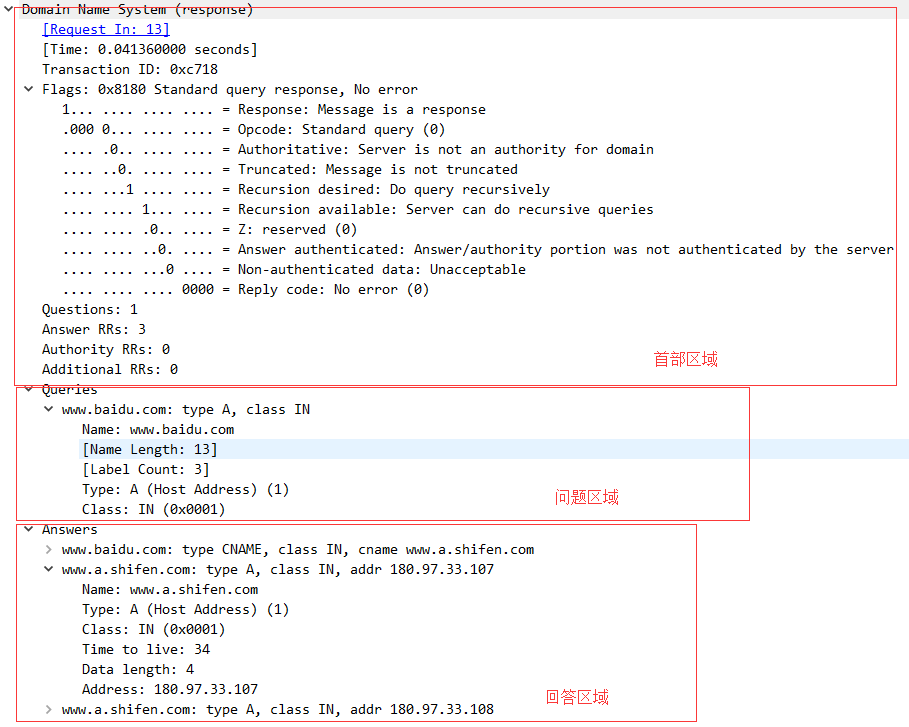 Domain Name System (response)
[Request In: 13]
[Time: 0.041360000 seconds]
Transaction ID: 0xc718
Flags: 0x8180 Standard query response, No error
1... .... .... .... = Response: Message is a response
.000 0... .... .... = Opcode: Standard query (0)
.... .0.. .... .... = Authoritative: Server is not an authority for domain
.... ..0. .... .... = Truncated: Message is not truncated
.... ...1 .... .... = Recursion desired: Do query recursively
.... .... 1... .... = Recursion available: Server can do recursive queries
.... .... .0.. .... = Z: reserved (0)
.... .... ..0. .... = Answer authenticated: Answer/authority portion was not authenticated by the server
.... .... ...0 .... = Non-authenticated data: Unacceptable
.... .... .... 0000 = Reply code: No error (0)
Questions: 1
Answer RRs: 3
Authority RRs: 0
首部区域
Additional RRs: 0
Queries
www.baidu.com: type A, class IN
Name: www.baidu.com
[Name Length: 13]
[Label Count: 3]
Type: A (Host Address) (1)
问题区域
Class: IN (0x0001)
Answers
www.baidu.com: type CNAME, class IN, cname www.a.shifen.com
www.a.shifen.com: type A, class IN, addr 180.97.33.107
Name: www.a.shifen.com
Type: A (Host Address) (1)
Class: IN (0x0001)
Time to live: 34
Data length: 4
Address: 180.97.33.107
回答区域
www.a.shifen.com: type A, class IN, addr 180.97.33.108